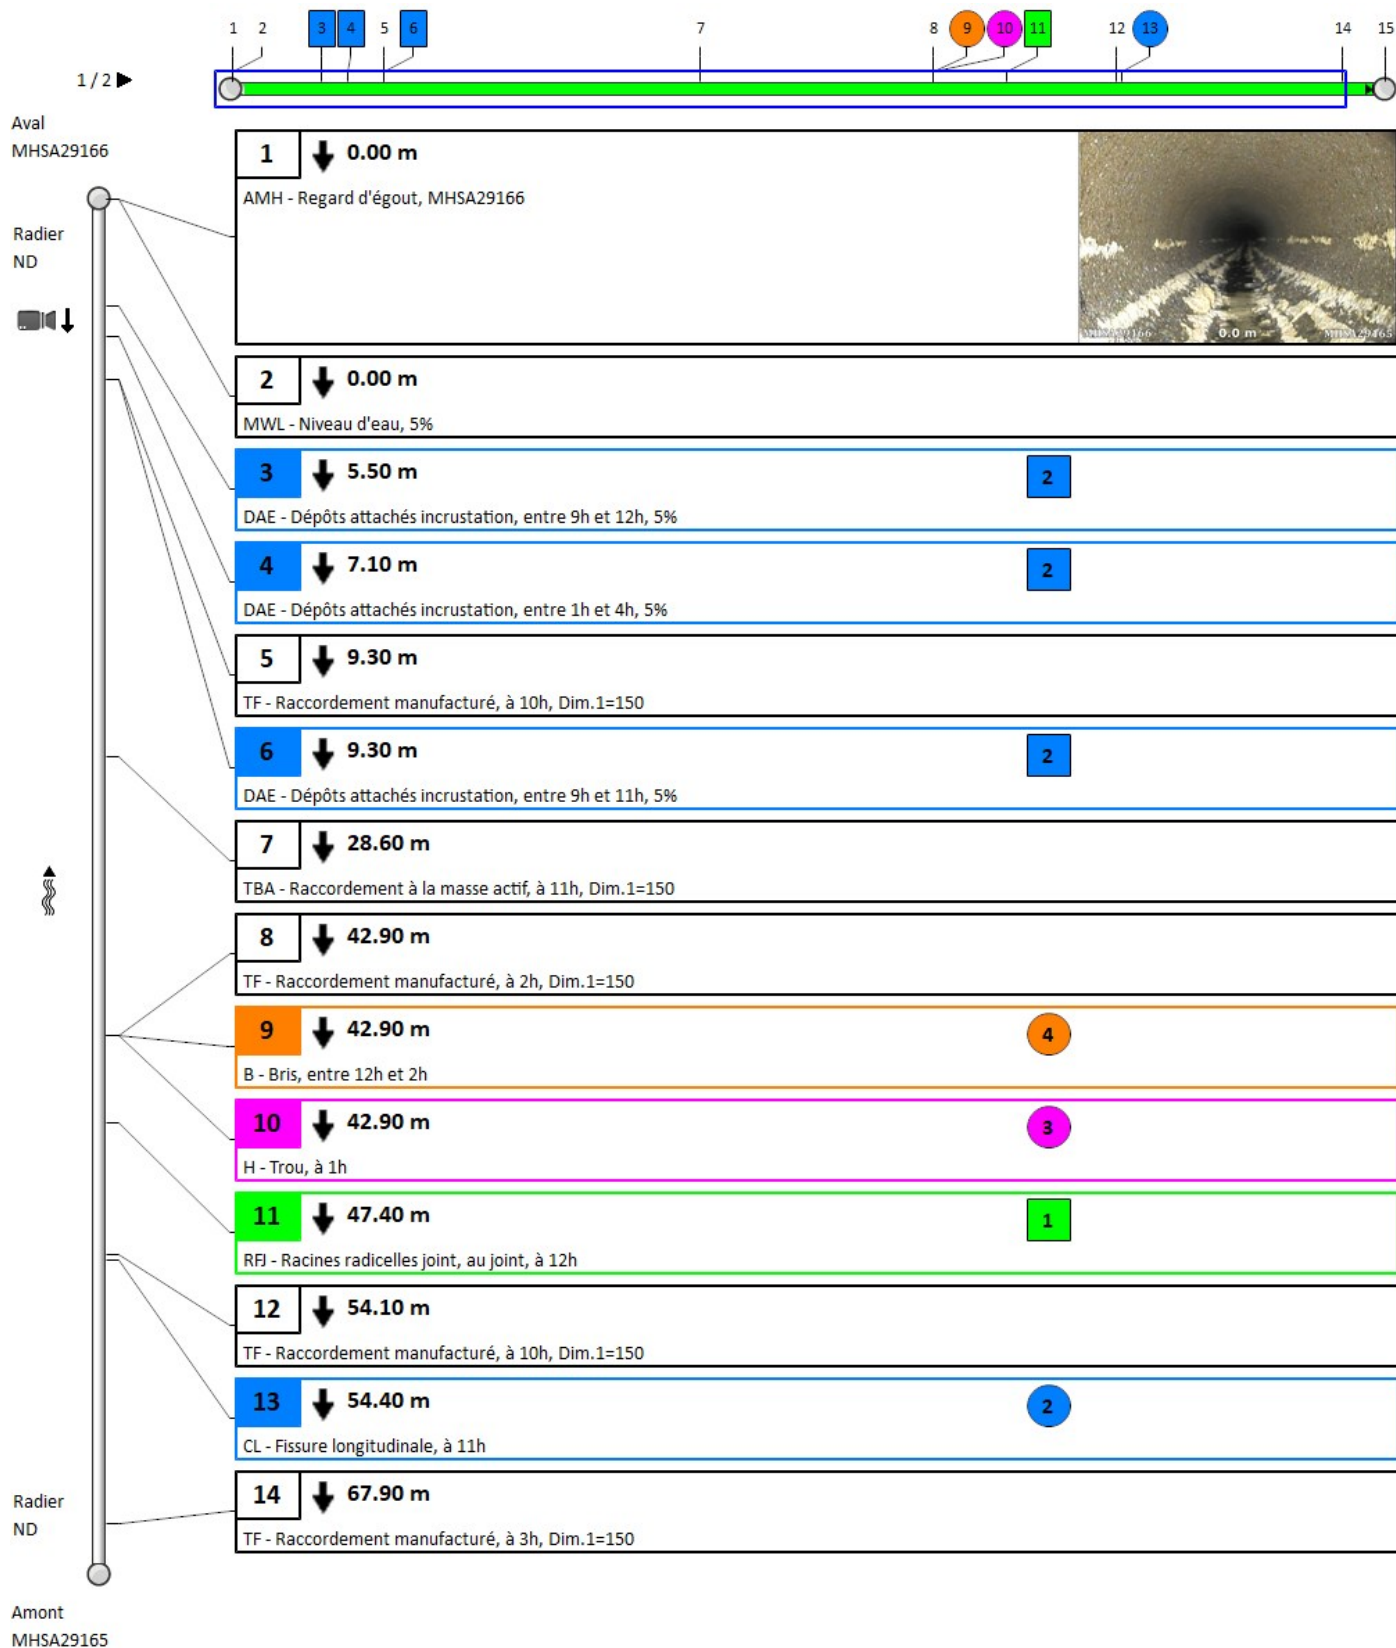 1 2 3 4 5 6 7 8 9 10 11 12 13 14 15
1 / 2
Aval
MHSA29166
Radier
ND
1 0.00 m
AMH - Regard d'égout, MHSA29166
MHSA29166 0.0 m MHSA29165
2 0.00 m
MWL - Niveau d'eau, 5%
3 5.50 m 2
DAE - Dépôts attachés incrustation, entre 9h et 12h, 5%
4 7.10 m 2
DAE - Dépôts attachés incrustation, entre 1h et 4h, 5%
5 9.30 m
TF - Raccordement manufacturé, à 10h, Dim.1=150
6 9.30 m 2
DAE - Dépôts attachés incrustation, entre 9h et 11h, 5%
7 28.60 m
TBA - Raccordement à la masse actif, à 11h, Dim.1=150
8 42.90 m
TF - Raccordement manufacturé, à 2h, Dim.1=150
9 42.90 m 4
B - Bris, entre 12h et 2h
10 42.90 m 3
H - Trou, à 1h
11 47.40 m 1
RFJ - Racines radicelles joint, au joint, à 12h
12 54.10 m
TF - Raccordement manufacturé, à 10h, Dim.1=150
13 54.40 m 2
CL - Fissure longitudinale, à 11h
14 67.90 m
TF - Raccordement manufacturé, à 3h, Dim.1=150
Radier
ND
Amont
MHSA29165